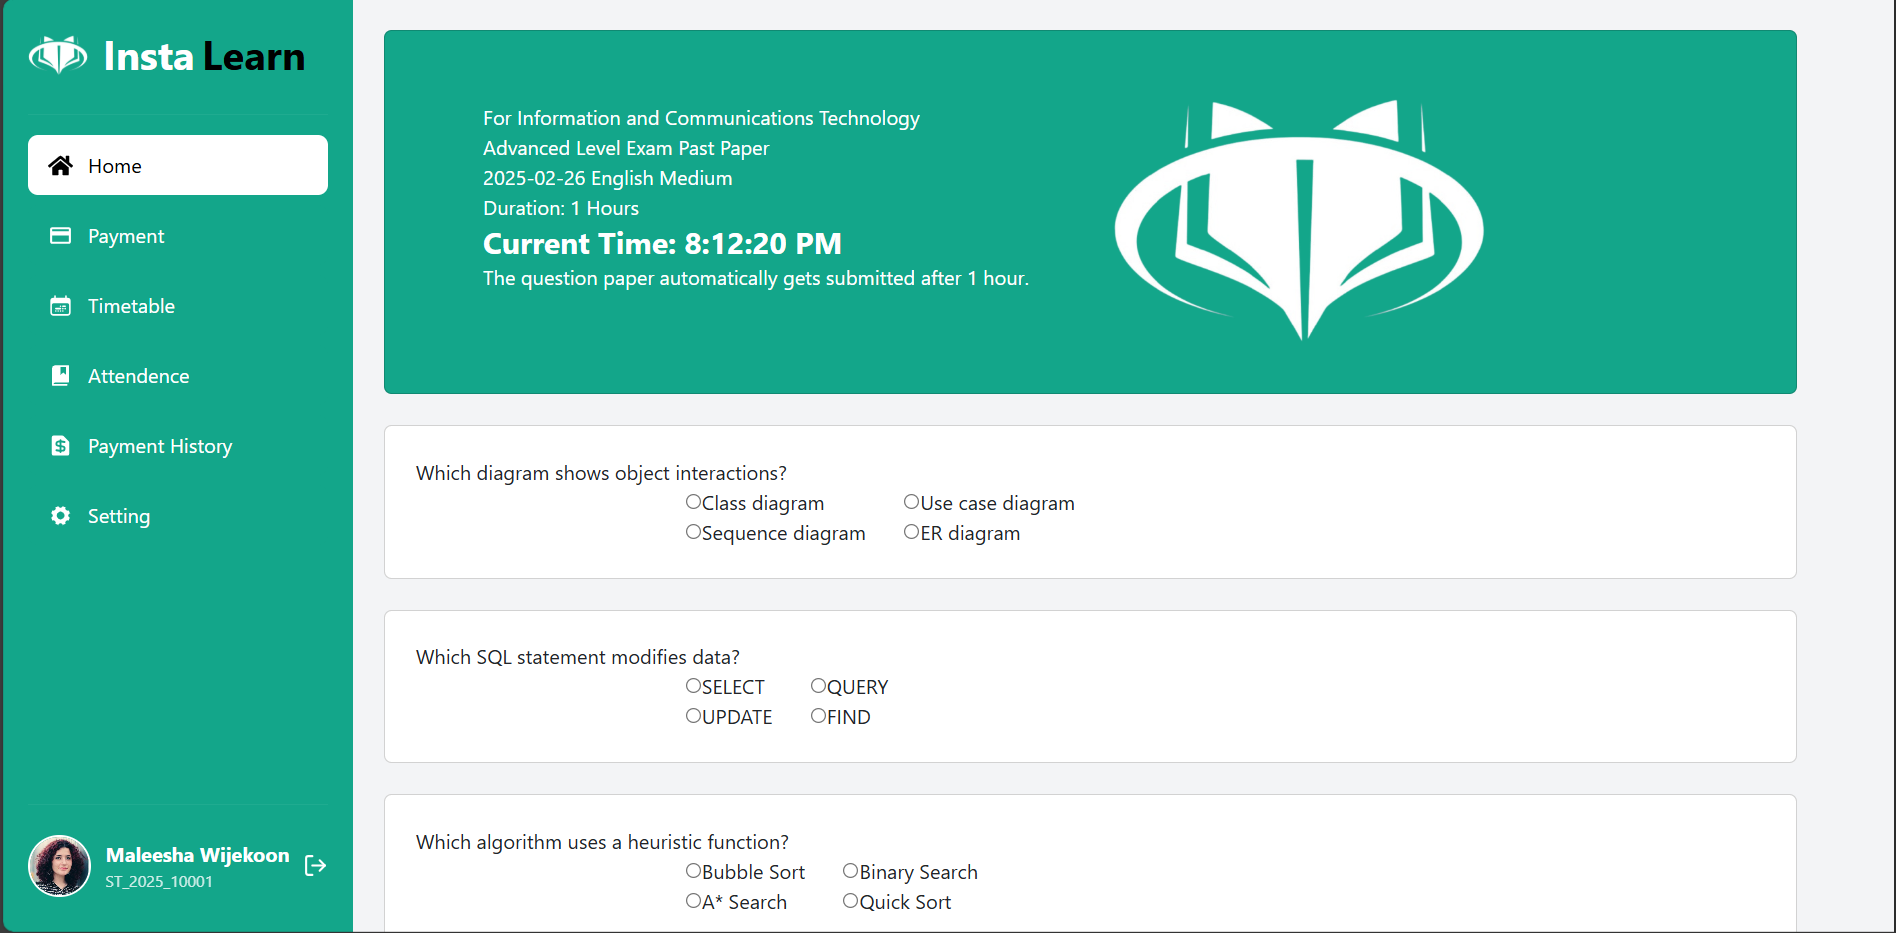 Insta Learn
Home
Payment
Timetable
Attendence
Payment History
Setting
Maleesha Wijekoon
ST_2025_10001
For Information and Communications Technology
Advanced Level Exam Past Paper
2025-02-26 English Medium
Duration: 1 Hours
Current Time: 8:12:20 PM
The question paper automatically gets submitted after 1 hour.
Which diagram shows object interactions?
Class diagram Use case diagram
Sequence diagram ER diagram
Which SQL statement modifies data?
SELECT QUERY
UPDATE FIND
Which algorithm uses a heuristic function?
Bubble Sort Binary Search
A* Search Quick Sort